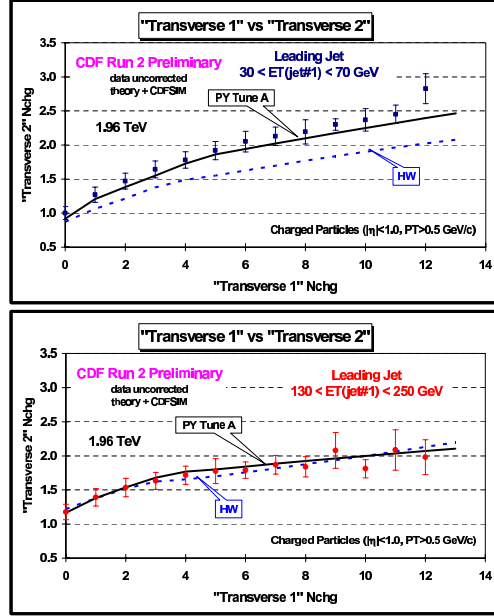 "Transverse 1" vs "Transverse 2"
CDF Run 2 Preliminary
data uncorrected
theory + CDFSIM
Leading Jet
30 < ET(jet#1) < 70 GeV
PY Tune A
1.96 TeV
HW
Charged Particles (|η|<1.0, PT>0.5 GeV/c)
"Transverse 2" Nchg
3.5
3.0
2.5
2.0
1.5
1.0
0.5
0 2 4 6 8 10 12 14
"Transverse 1" Nchg
"Transverse 1" vs "Transverse 2"
CDF Run 2 Preliminary
data uncorrected
theory + CDFSIM
Leading Jet
130 < ET(jet#1) < 250 GeV
PY Tune A
1.96 TeV
HW
Charged Particles (|η|<1.0, PT>0.5 GeV/c)
"Transverse 2" Nchg
3.5
3.0
2.5
2.0
1.5
1.0
0.5
0 2 4 6 8 10 12 14
"Transverse 1" Nchg